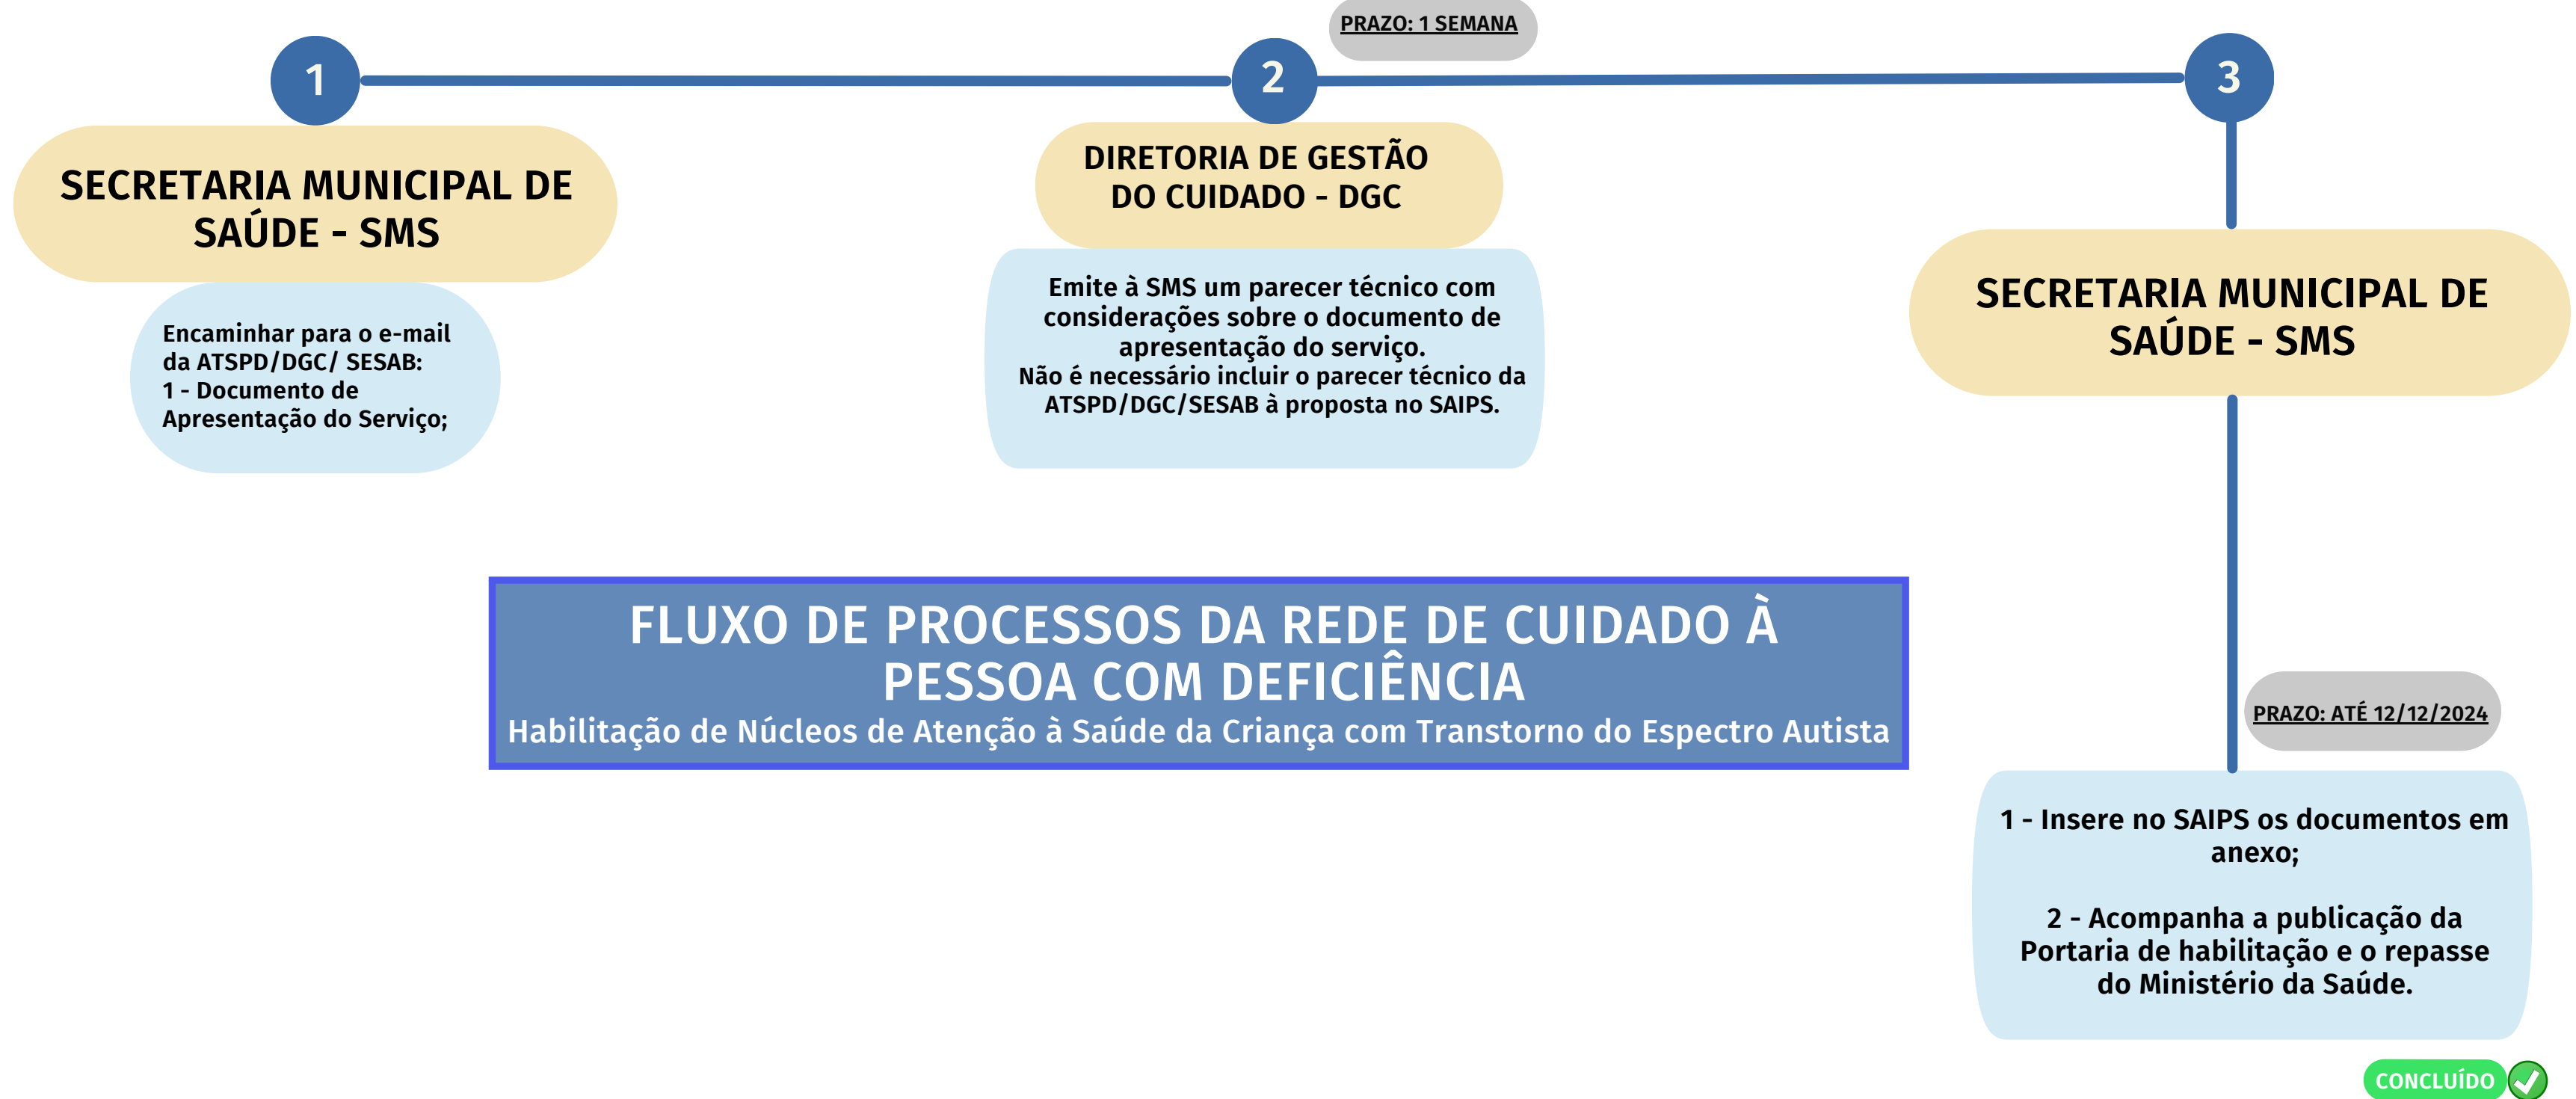 1
SECRETARIA MUNICIPAL DE
SAÚDE - SMS
Encaminhar para o e-mail
da ATSPD/DGC/ SESAB:
1 - Documento de
Apresentação do Serviço;
2
PRAZO: 1 SEMANA
DIRETORIA DE GESTÃO
DO CUIDADO - DGC
Emite à SMS um parecer técnico com
considerações sobre o documento de
apresentação do serviço.
Não é necessário incluir o parecer técnico da
ATSPD/DGC/SESAB à proposta no SAIPS.
3
SECRETARIA MUNICIPAL DE
SAÚDE - SMS
FLUXO DE PROCESSOS DA REDE DE CUIDADO À
PESSOA COM DEFICIÊNCIA
Habilitação de Núcleos de Atenção à Saúde da Criança com Transtorno do Espectro Autista
PRAZO: ATÉ 12/12/2024
1 - Insere no SAIPS os documentos em
anexo;
2 - Acompanha a publicação da
Portaria de habilitação e o repasse
do Ministério da Saúde.
CONCLUÍDO